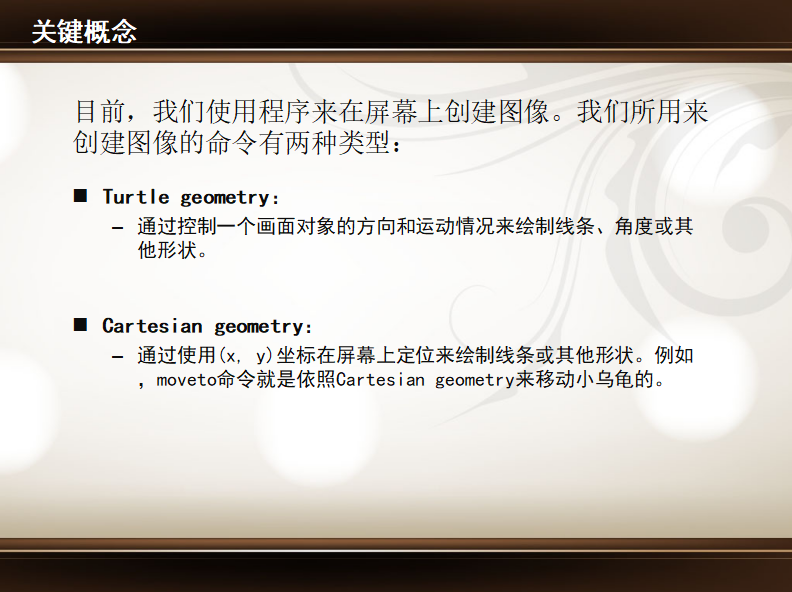 关键概念
目前，我们使用程序来在屏幕上创建图像。我们所用来
创建图像的命令有两种类型：
■ Turtle geometry：
– 通过控制一个画面对象的方向和运动情况来绘制线条、角度或其
他形状。
■ Cartesian geometry：
– 通过使用(x, y)坐标在屏幕上定位来绘制线条或其他形状。例如
，moveto命令就是依照Cartesian geometry来移动小乌龟的。